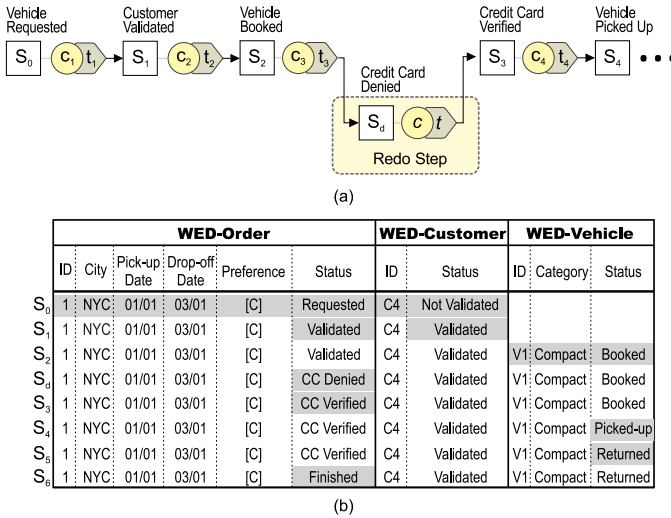 Vehicle Requested
Customer Validated
Vehicle Booked
Credit Card Verified
Vehicle Picked Up
S0 c1 t1 S1 c2 t2 S2 c3 t3 S3 c4 t4 S4 • • •
Credit Card Denied
Sd c t
Redo Step
(a)
WED-Order WED-Customer WED-Vehicle
ID City Pick-up Date Drop-off Date Preference Status ID Status ID Category Status
S0 1 NYC 01/01 03/01 [C] Requested C4 Not Validated
S1 1 NYC 01/01 03/01 [C] Validated C4 Validated
S2 1 NYC 01/01 03/01 [C] Validated C4 Validated V1 Compact Booked
Sd 1 NYC 01/01 03/01 [C] CC Denied C4 Validated V1 Compact Booked
S3 1 NYC 01/01 03/01 [C] CC Verified C4 Validated V1 Compact Booked
S4 1 NYC 01/01 03/01 [C] CC Verified C4 Validated V1 Compact Picked-up
S5 1 NYC 01/01 03/01 [C] CC Verified C4 Validated V1 Compact Returned
S6 1 NYC 01/01 03/01 [C] Finished C4 Validated V1 Compact Returned
(b)